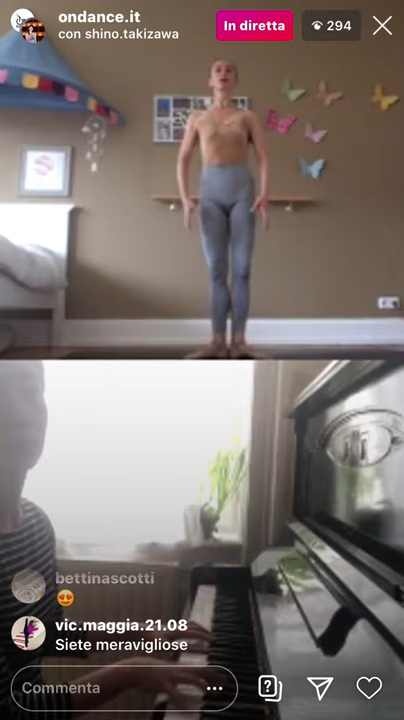 ondance.it
con shino.takizawa
In diretta
294
bettinascotti
😍
vic.maggia.21.08
Siete meravigliose
Commenta